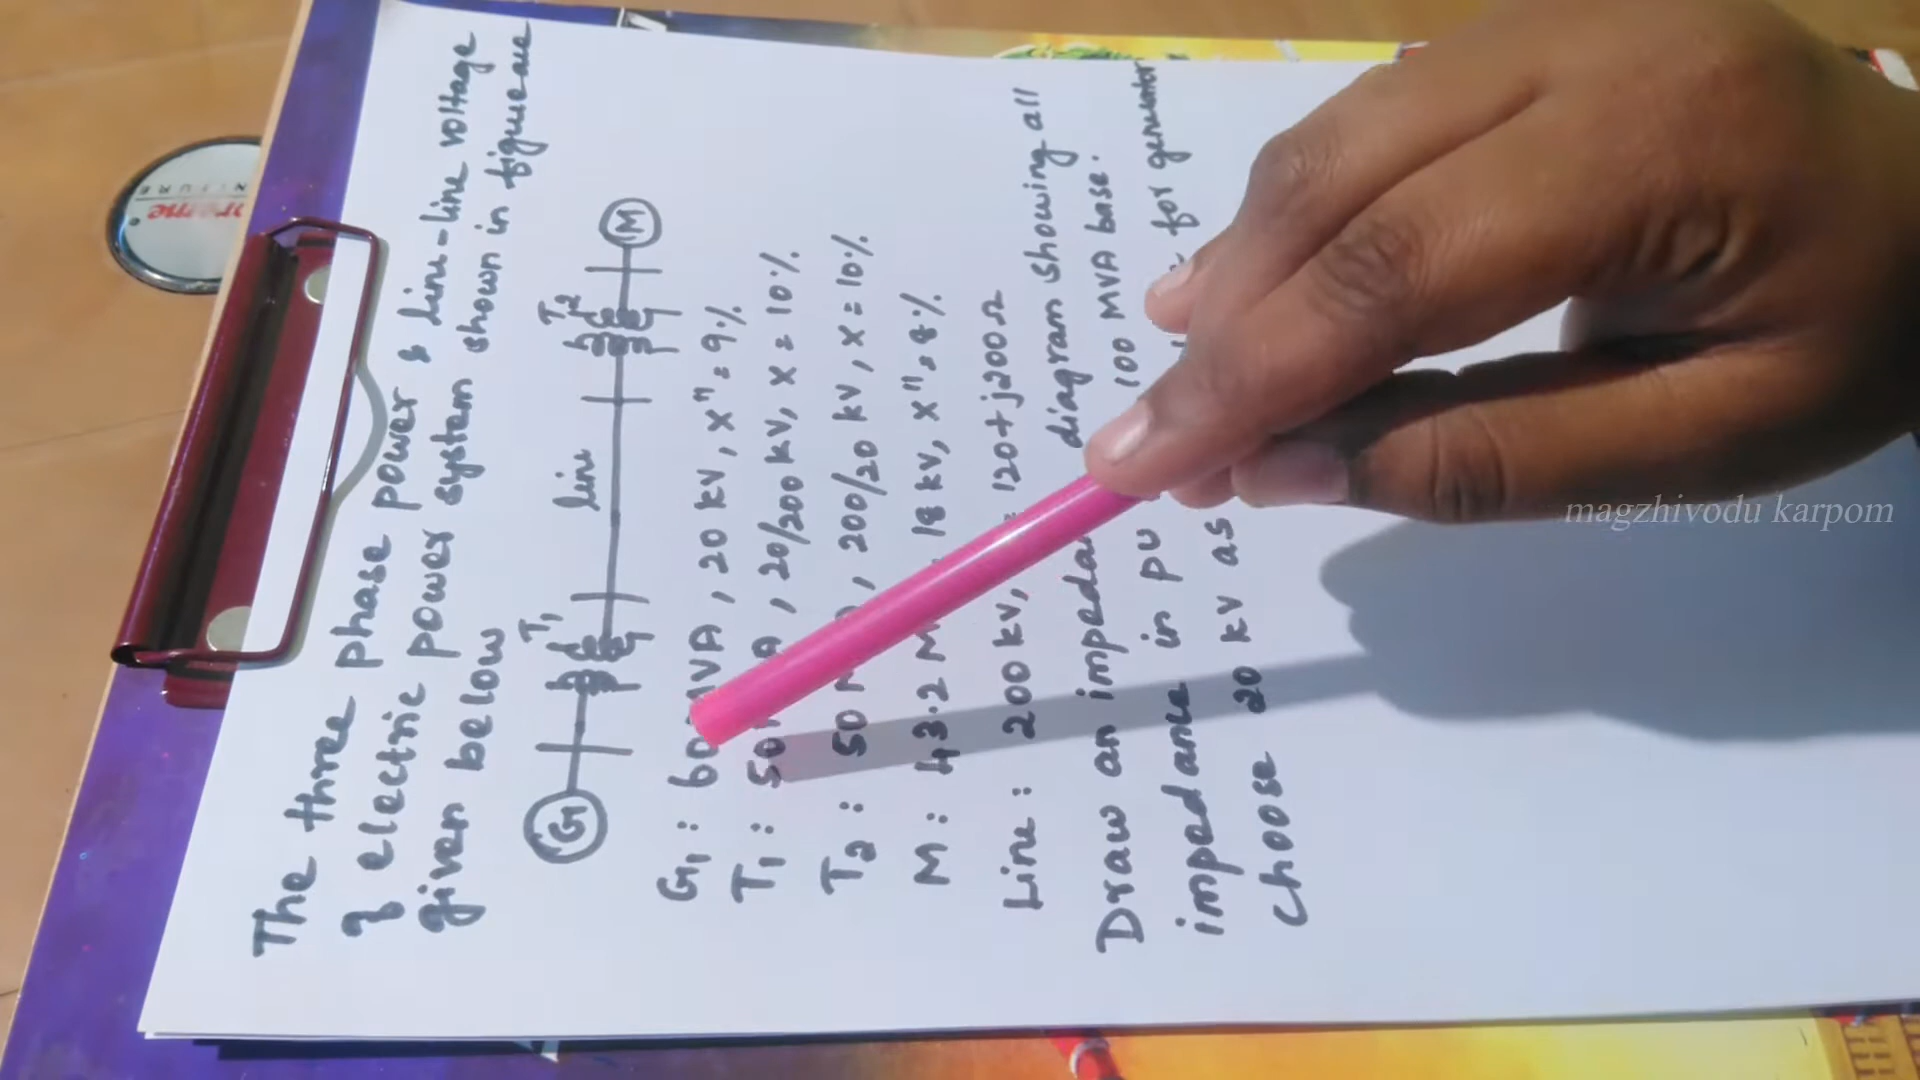 The three phase power & line-line voltage
of electric power system shown in figure are
given below
G1
T1
line
T2
M
G1 : 60 MVA, 20 KV, X" = 9%
T1 : 50 A, 20/200 KV, X = 10%
T2 : 50 M, 200/20 KV, X = 10%
M : 43.2 M, 18 KV, X" = 8%
Line : 200 KV, = 120+j200Ω
Draw an impeda diagram showing all
impedance in pu 100 MVA base.
Choose 20 KV as for generator
magzhivodu karpom